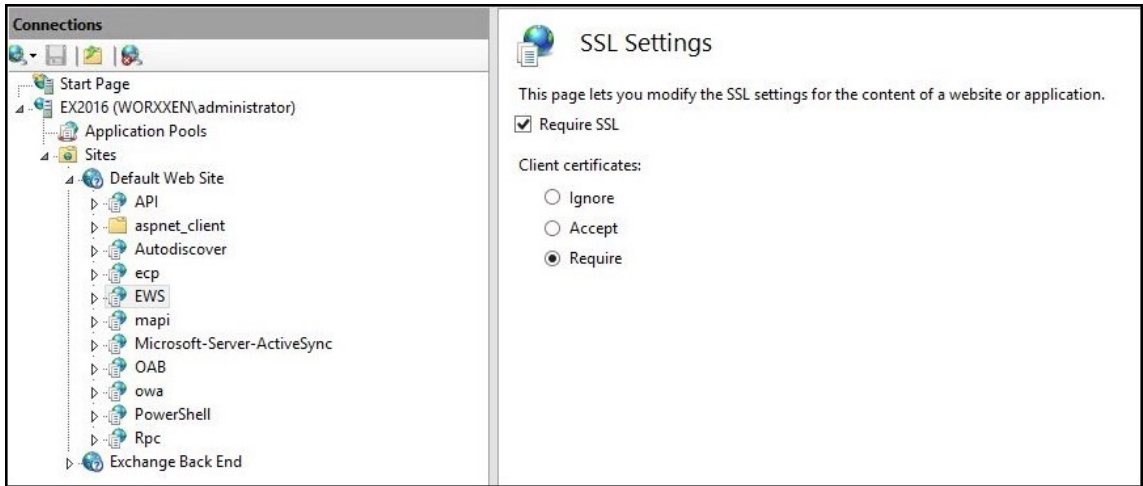 Connections
Start Page
EX2016 (WORXXEN\administrator)
Application Pools
Sites
Default Web Site
API
aspnet_client
Autodiscover
ecp
EWS
mapi
Microsoft-Server-ActiveSync
OAB
owa
PowerShell
Rpc
Exchange Back End
SSL Settings
This page lets you modify the SSL settings for the content of a website or application.
Require SSL
Client certificates:
Ignore
Accept
Require